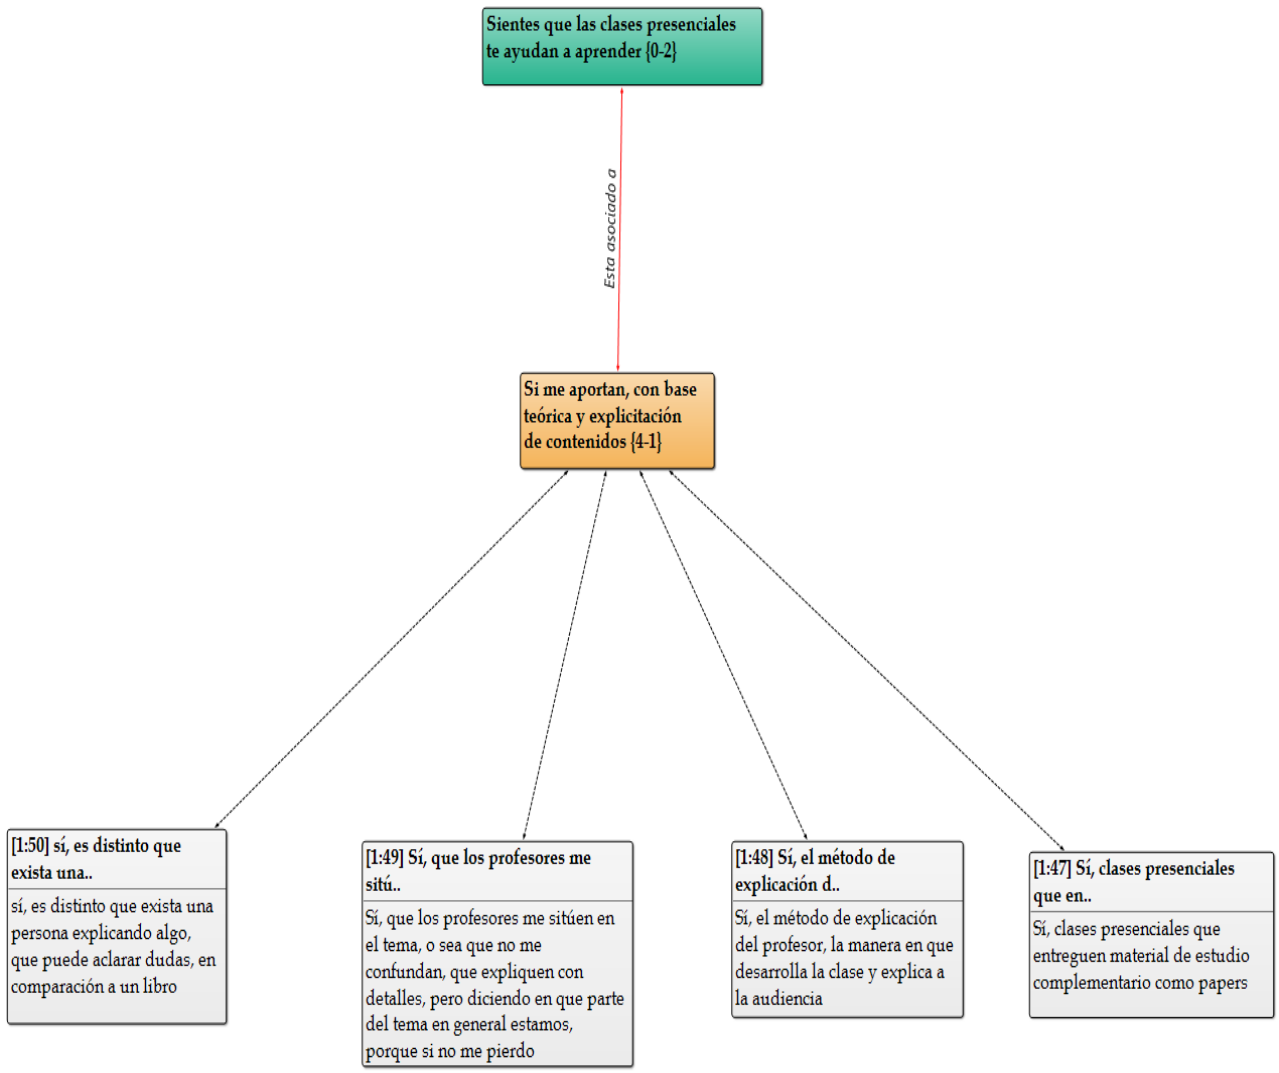 Sientes que las clases presenciales
te ayudan a aprender {0-2}
Esta asociado a
Si me aportan, con base
teórica y explicitación
de contenidos {4-1}
[1:50] sí, es distinto que
exista una..
sí, es distinto que exista una
persona explicando algo,
que puede aclarar dudas, en
comparación a un libro
[1:49] Sí, que los profesores me
sitú..
Sí, que los profesores me sitúen en
el tema, o sea que no me
confundan, que expliquen con
detalles, pero diciendo en que parte
del tema en general estamos,
porque si no me pierdo
[1:48] Sí, el método de
explicación d..
Sí, el método de explicación
del profesor, la manera en que
desarrolla la clase y explica a
la audiencia
[1:47] Sí, clases presenciales
que en..
Sí, clases presenciales que
entreguen material de estudio
complementario como papers